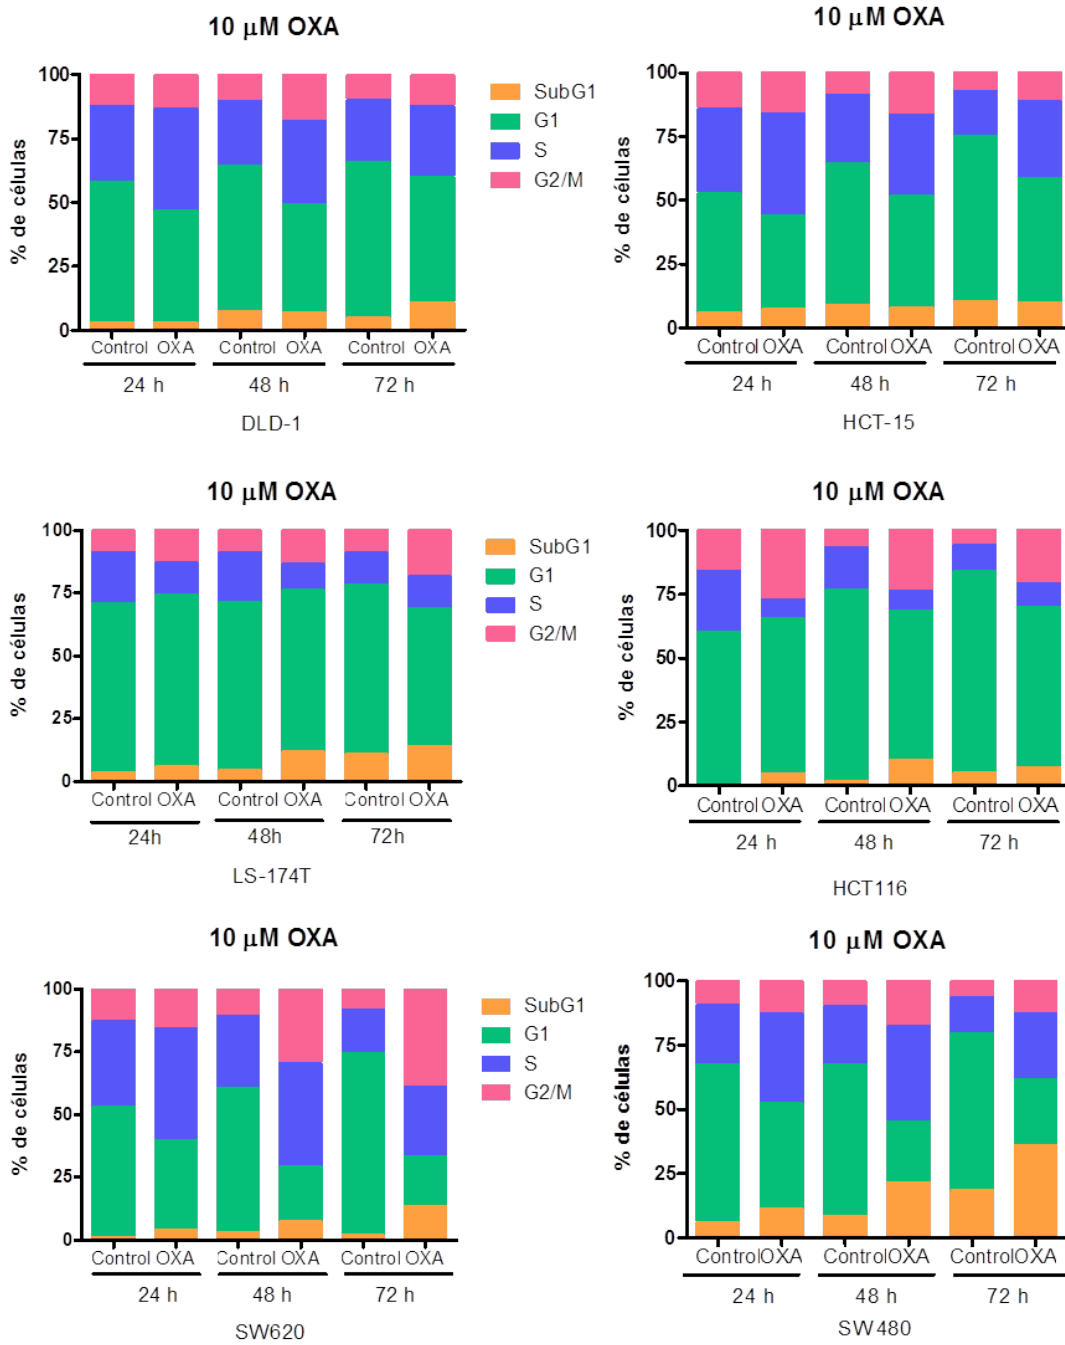 10 µM OXA
% de células
100
75
50
25
0
SubG1
G1
S
G2/M
Control OXA Control OXA Control OXA
24 h 48 h 72 h
DLD-1
10 µM OXA
% de células
100
75
50
25
0
Control OXA Control OXA Control OXA
24 h 48 h 72 h
HCT-15
10 µM OXA
% de células
100
75
50
25
0
SubG1
G1
S
G2/M
Control OXA Control OXA Control OXA
24h 48h 72h
LS-174T
10 µM OXA
% de células
100
75
50
25
0
Control OXA Control OXA Control OXA
24 h 48 h 72 h
HCT116
10 µM OXA
% de células
100
75
50
25
0
SubG1
G1
S
G2/M
Control OXA Control OXA Control OXA
24 h 48 h 72 h
SW620
10 µM OXA
% de células
100
75
50
25
0
Control OXA Control OXA Control OXA
24 h 48 h 72 h
SW480